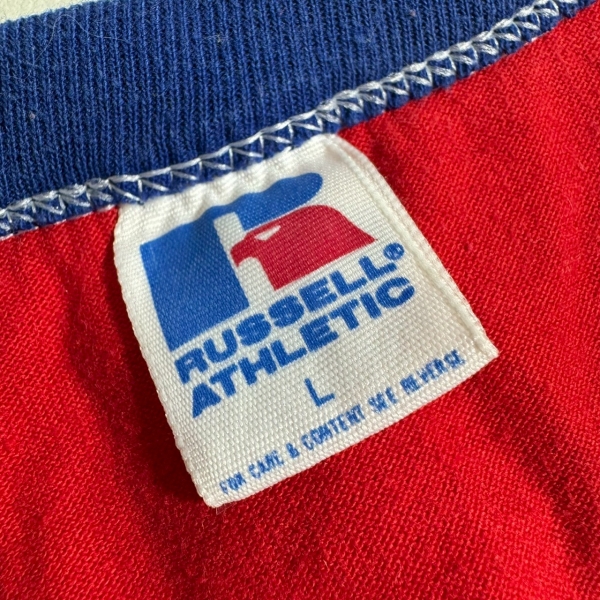 RUSSELL®
ATHLETIC
L
FOR CARE & CONTENT SEE REVERSE